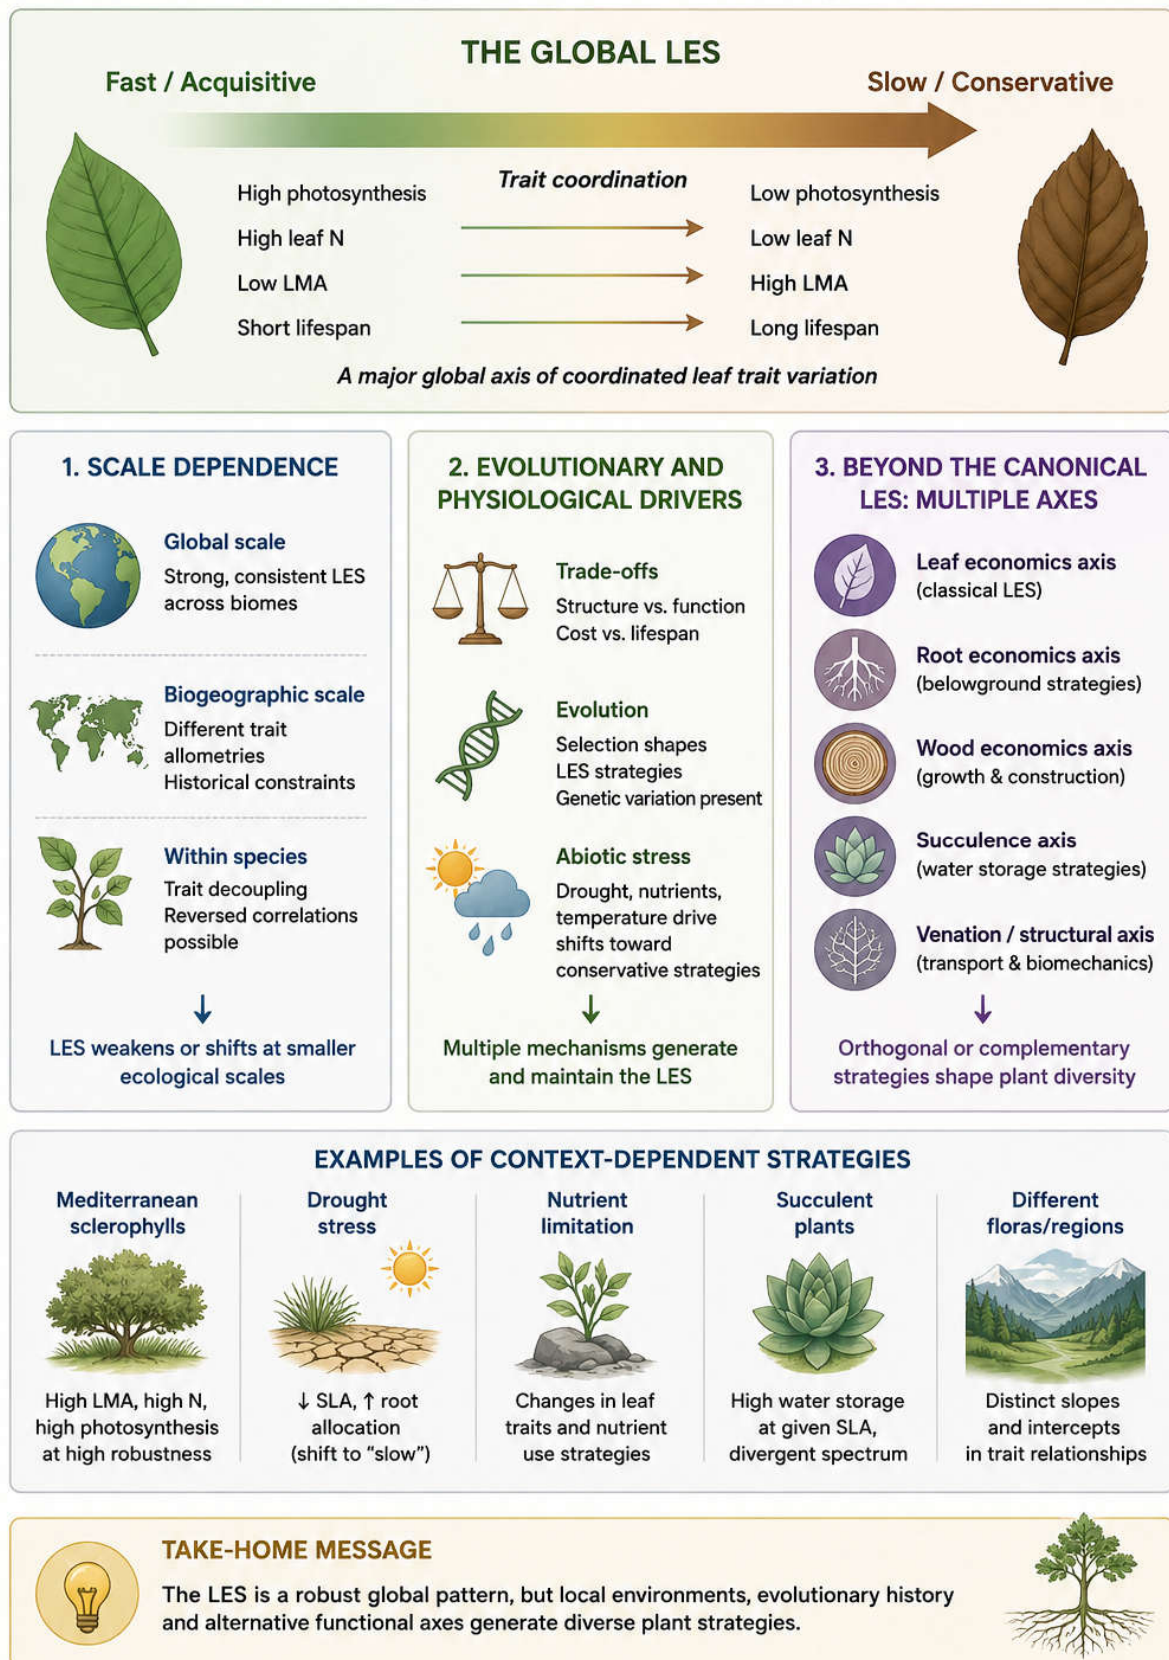 THE GLOBAL LES
Fast / Acquisitive
Slow / Conservative
Trait coordination
High photosynthesis
Low photosynthesis
High leaf N
Low leaf N
Low LMA
High LMA
Short lifespan
Long lifespan
A major global axis of coordinated leaf trait variation
1. SCALE DEPENDENCE
Global scale
Strong, consistent LES
across biomes
Biogeographic scale
Different trait
allometries
Historical constraints
Within species
Trait decoupling
Reversed correlations
possible
↓
LES weakens or shifts at smaller
ecological scales
2. EVOLUTIONARY AND
PHYSIOLOGICAL DRIVERS
Trade-offs
Structure vs. function
Cost vs. lifespan
Evolution
Selection shapes
LES strategies
Genetic variation present
Abiotic stress
Drought, nutrients,
temperature drive
shifts toward
conservative strategies
↓
Multiple mechanisms generate
and maintain the LES
3. BEYOND THE CANONICAL
LES: MULTIPLE AXES
Leaf economics axis
(classical LES)
Root economics axis
(belowground strategies)
Wood economics axis
(growth & construction)
Succulence axis
(water storage strategies)
Venation / structural axis
(transport & biomechanics)
↓
Orthogonal or complementary
strategies shape plant diversity
EXAMPLES OF CONTEXT-DEPENDENT STRATEGIES
Mediterranean
sclerophylls
High LMA, high N,
high photosynthesis
at high robustness
Drought
stress
↓ SLA, ↑ root
allocation
(shift to “slow”)
Nutrient
limitation
Changes in leaf
traits and nutrient
use strategies
Succulent
plants
High water storage
at given SLA,
divergent spectrum
Different
floras/regions
Distinct slopes
and intercepts
in trait relationships
TAKE-HOME MESSAGE
The LES is a robust global pattern, but local environments, evolutionary history
and alternative functional axes generate diverse plant strategies.